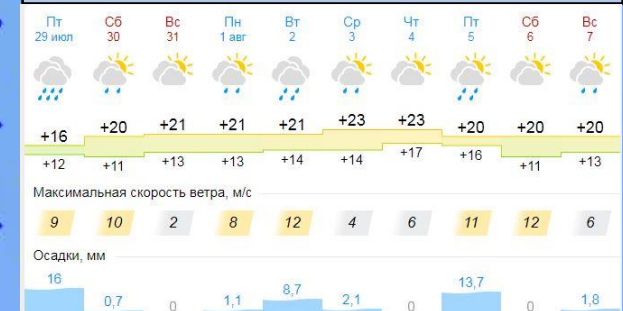 Пт Сб Вс Пн Вт Ср Чт Пт Сб Вс
29 июл 30 31 1 авг 2 3 4 5 6 7
+16 +20 +21 +21 +21 +23 +23 +20 +20 +20
+12 +11 +13 +13 +14 +14 +17 +16 +11 +13
Максимальная скорость ветра, м/с
9 10 2 8 12 4 6 11 12 6
Осадки, мм
16 0,7 0 1,1 8,7 2,1 0 13,7 0 1,8